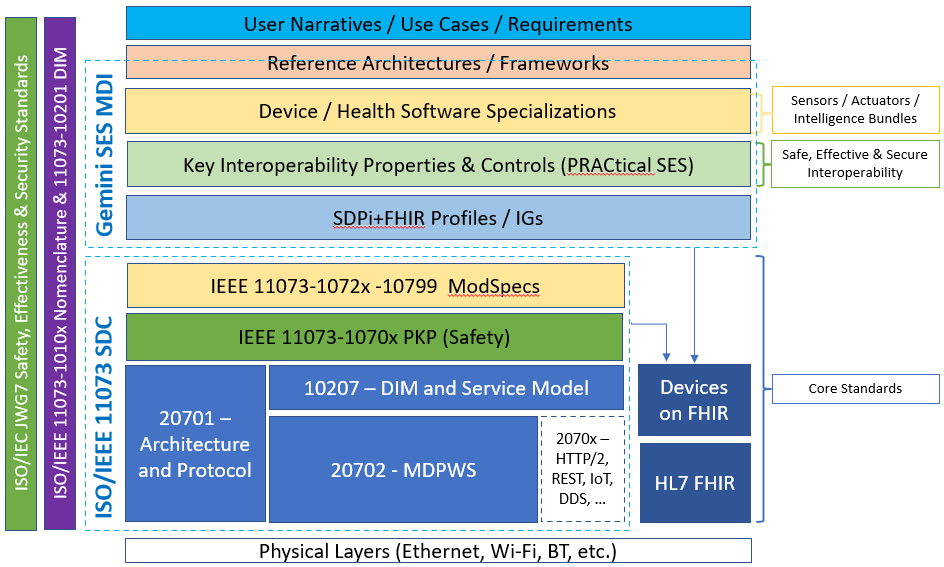 User Narratives / Use Cases / Requirements
Reference Architectures / Frameworks
Device / Health Software Specializations
Key Interoperability Properties & Controls (PRACtical SES)
SDPi+FHIR Profiles / IGs
Gemini SES MDI
ISO/IEC JWG7 Safety, Effectiveness & Security Standards
ISO/IEEE 11073-1010x Nomenclature & 11073-10201 DIM
Sensors / Actuators /
Intelligence Bundles
Safe, Effective & Secure
Interoperability
ISO/IEEE 11073 SDC
IEEE 11073-1072x -10799 ModSpecs
IEEE 11073-1070x PKP (Safety)
20701 –
Architecture
and Protocol
10207 – DIM and Service Model
20702 - MDPWS
2070x –
HTTP/2,
REST, IoT,
DDS, ...
Devices
on FHIR
HL7 FHIR
Core Standards
Physical Layers (Ethernet, Wi-Fi, BT, etc.)